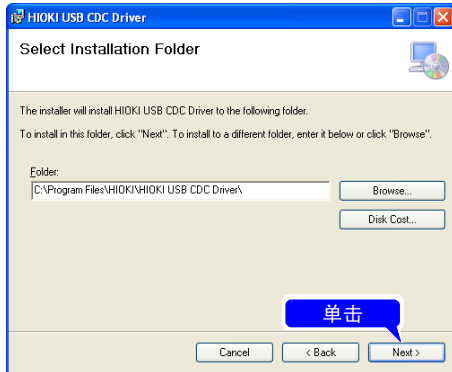 HIOKI USB CDC Driver
Select Installation Folder
The installer will install HIOKI USB CDC Driver to the following folder.
To install in this folder, click "Next". To install to a different folder, enter it below or click "Browse".
Folder:
C:\Program Files\HIOKI\HIOKI USB CDC Driver\
Browse...
Disk Cost...
单击
Cancel
< Back
Next >